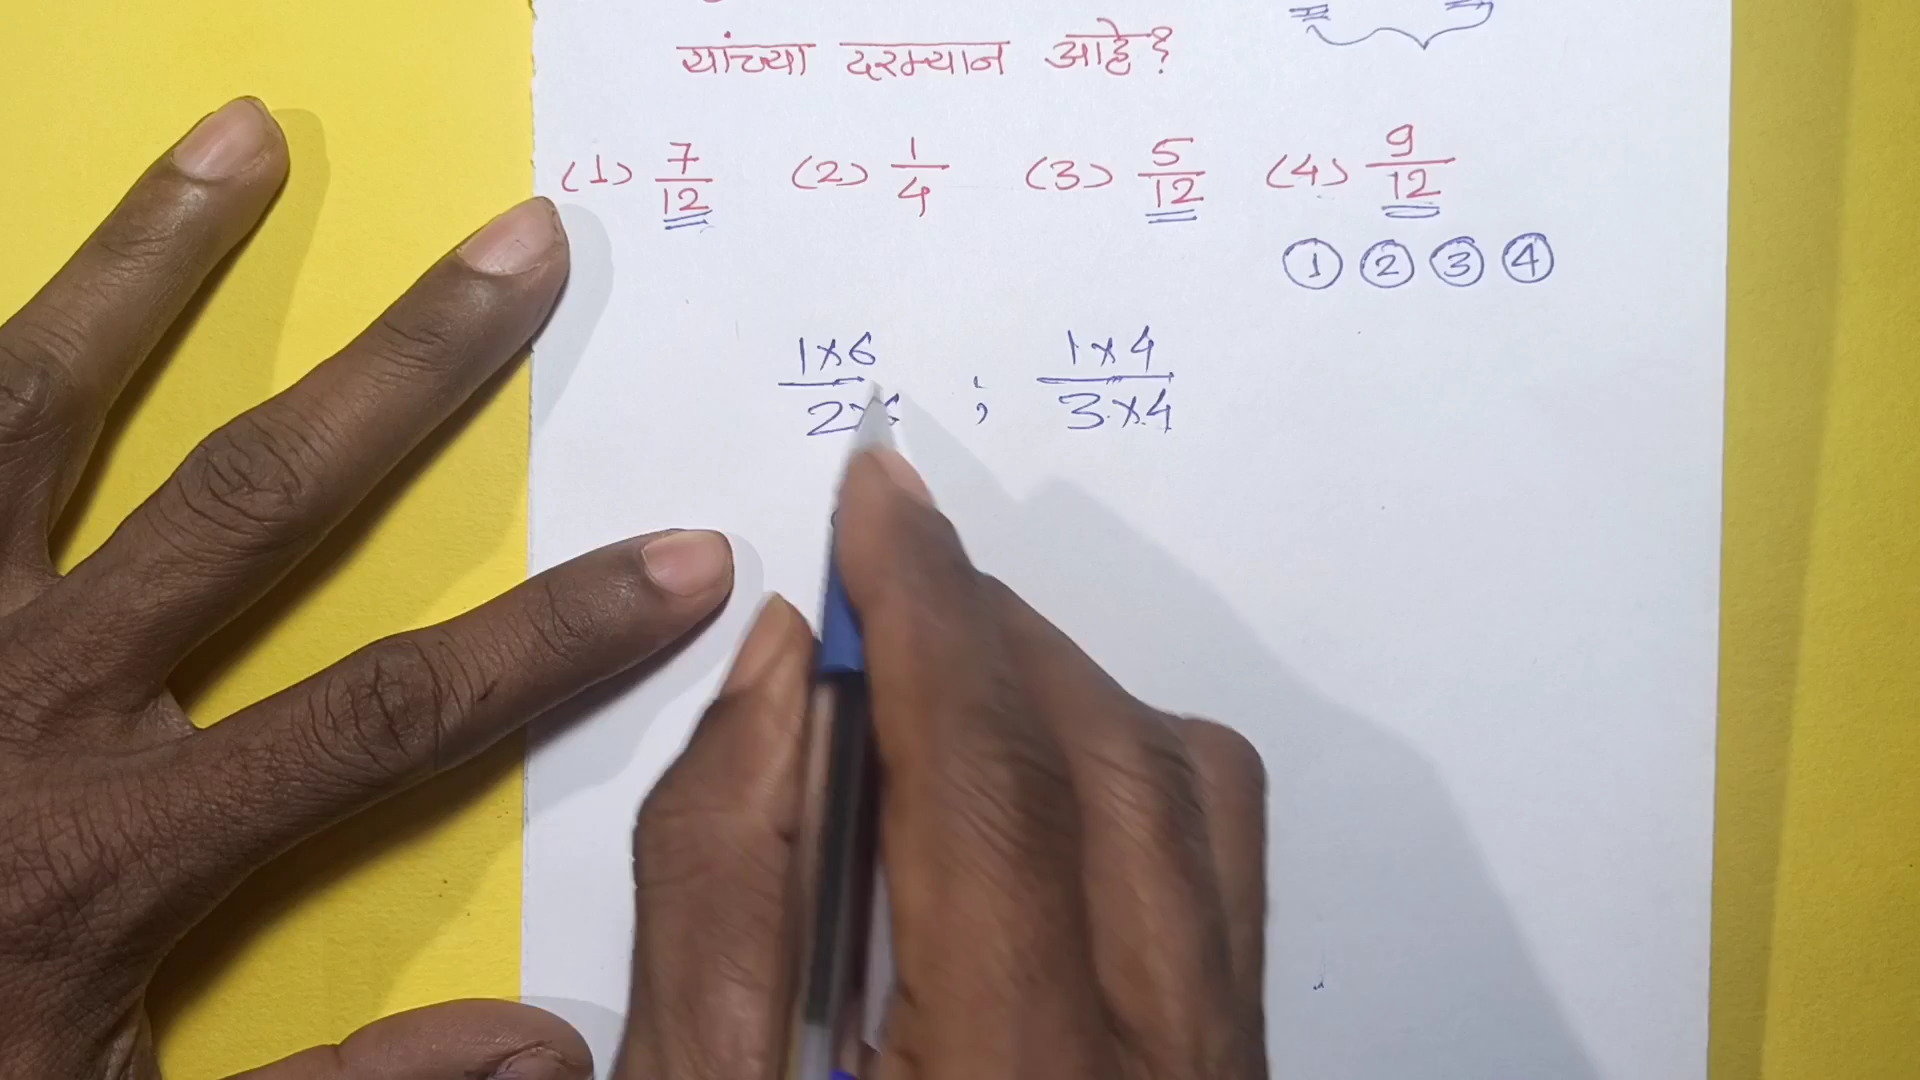 यांच्या दरम्यान आहे?
(1) 7/12 (2) 1/4 (3) 5/12 (4) 9/12
① ② ③ ④
1×6 ; 1×4
2× 3×4